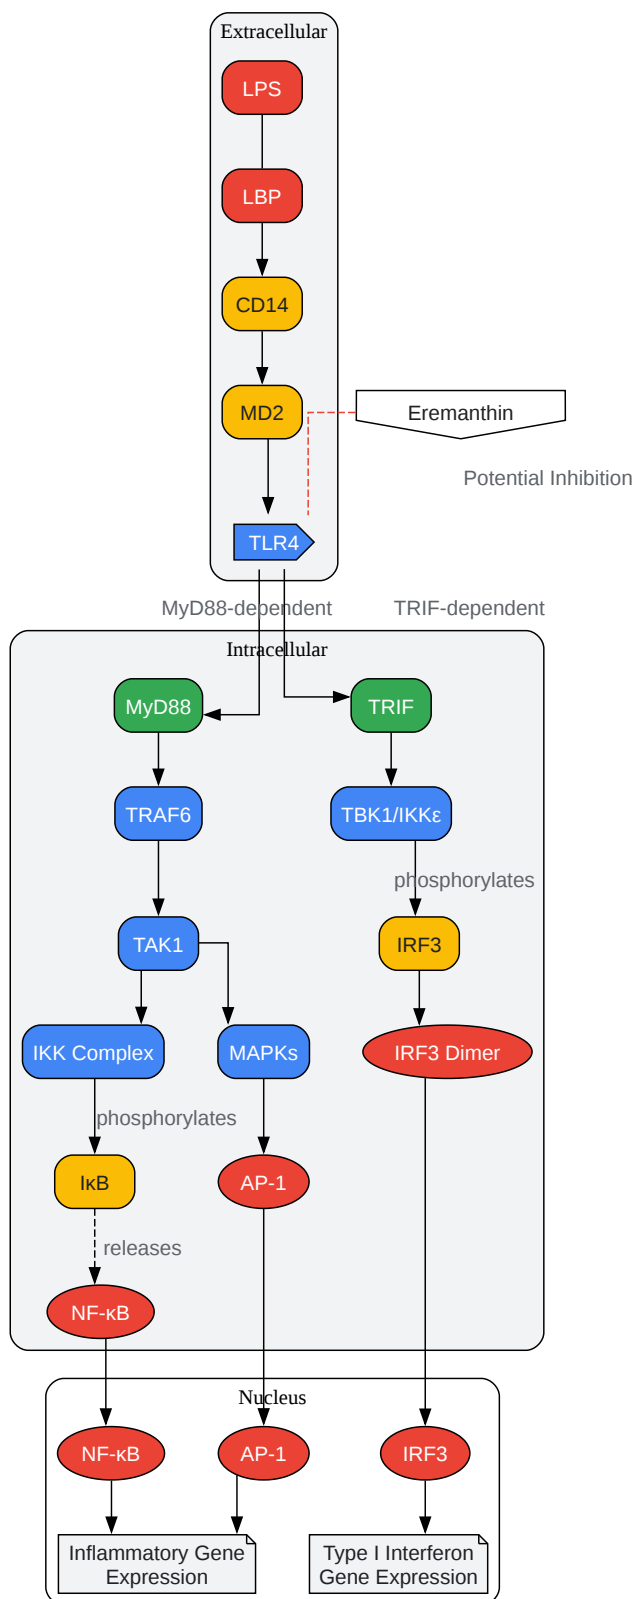 Extracellular
LPS
LBP
CD14
MD2
Eremanthin
Potential Inhibition
TLR4
MyD88-dependent
TRIF-dependent
Intracellular
MyD88
TRIF
TRAF6
TBK1/IKKε
phosphorylates
TAK1
IRF3
IKK Complex
MAPKs
IRF3 Dimer
phosphorylates
IκB
AP-1
releases
NF-κB
Nucleus
NF-κB
AP-1
IRF3
Inflammatory Gene
Expression
Type I Interferon
Gene Expression